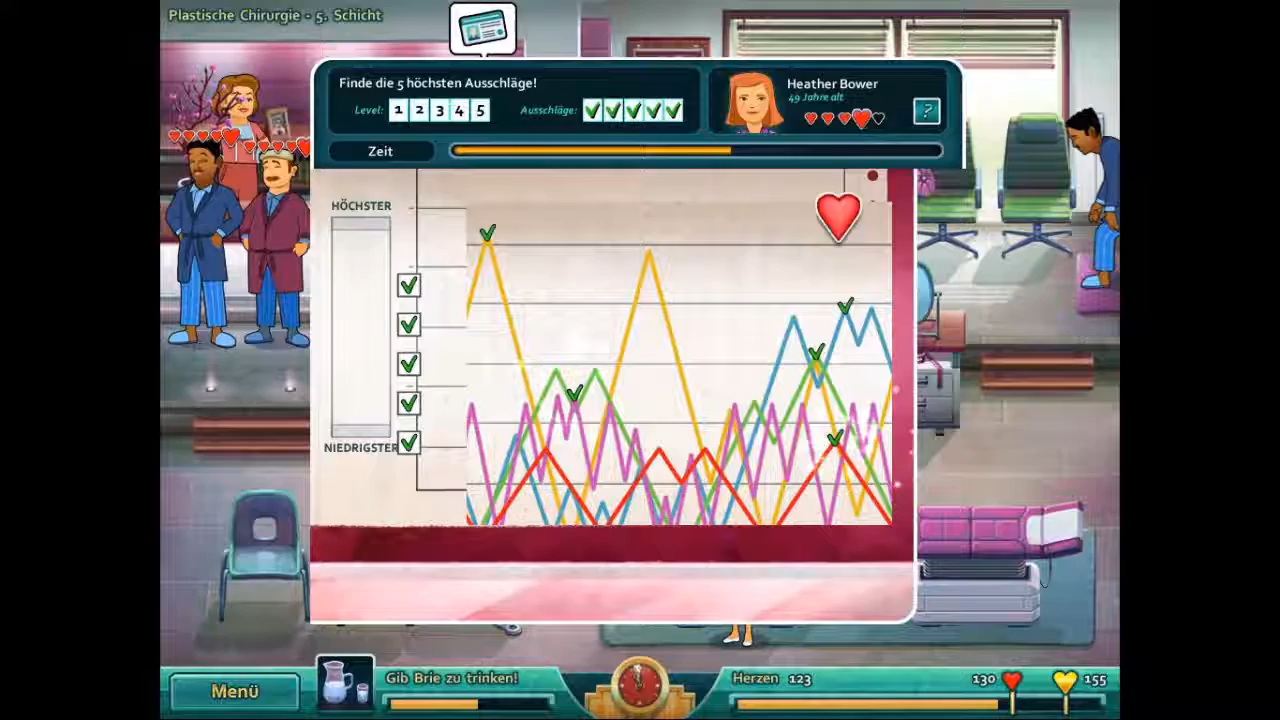 Plastische Chirurgie - 5. Schicht
Finde die 5 höchsten Ausschläge!
Level: 1 2 3 4 5
Ausschläge:
Heather Bower
49 Jahre alt
?
Zeit
HÖCHSTER
NIEDRIGSTER
Menü
Gib Brie zu trinken!
Herzen 123
130
155